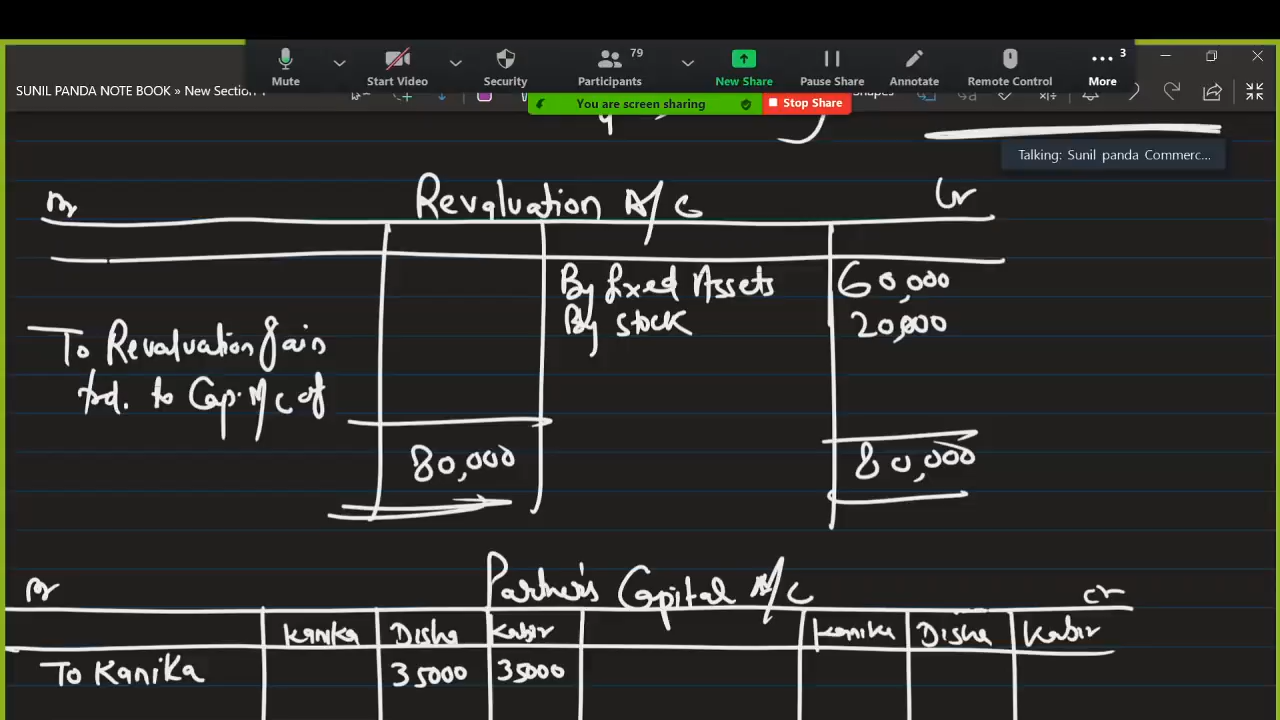 79
3
Mute
Start Video
Security
Participants
New Share
Pause Share
Annotate
Remote Control
More
SUNIL PANDA NOTE BOOK » New Section 1
You are screen sharing
Stop Share
Talking: Sunil panda Commerc...
Dr Revaluation A/C Cr
By fixed Assets 60,000
By stock 20,000
To Revaluation Gain
trd. to Cap. A/C of
80,000 80,000
Dr Partner's Capital A/C Cr
Kanika Disha Kabir Kanika Disha Kabir
To Kanika 35000 35000